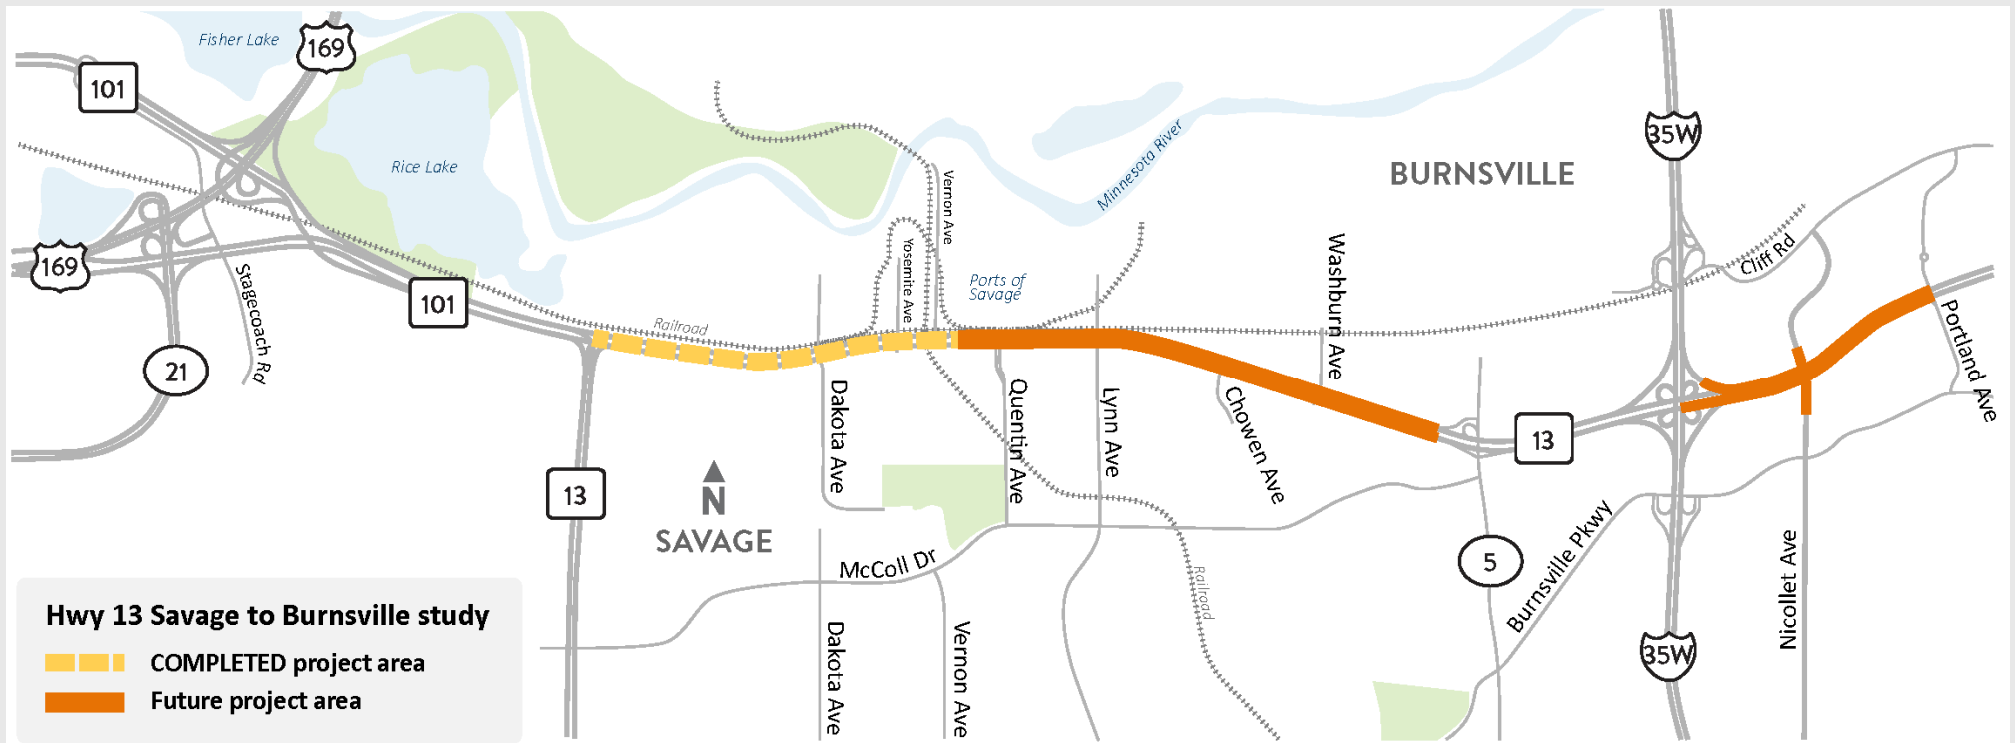 Fisher Lake
169
101
Rice Lake
Minnesota River
35W
BURNSVILLE
Vernon Ave
Yosemite Ave
Ports of
Savage
Washburn Ave
Cliff Rd
169
Stagecoach Rd
101
Railroad
21
Portland Ave
Dakota Ave
Quentin Ave
Lynn Ave
Chowen Ave
13
13
N
SAVAGE
McColl Dr
5
Burnsville Pkwy
Nicollet Ave
Railroad
Dakota Ave
Vernon Ave
35W
Hwy 13 Savage to Burnsville study
COMPLETED project area
Future project area